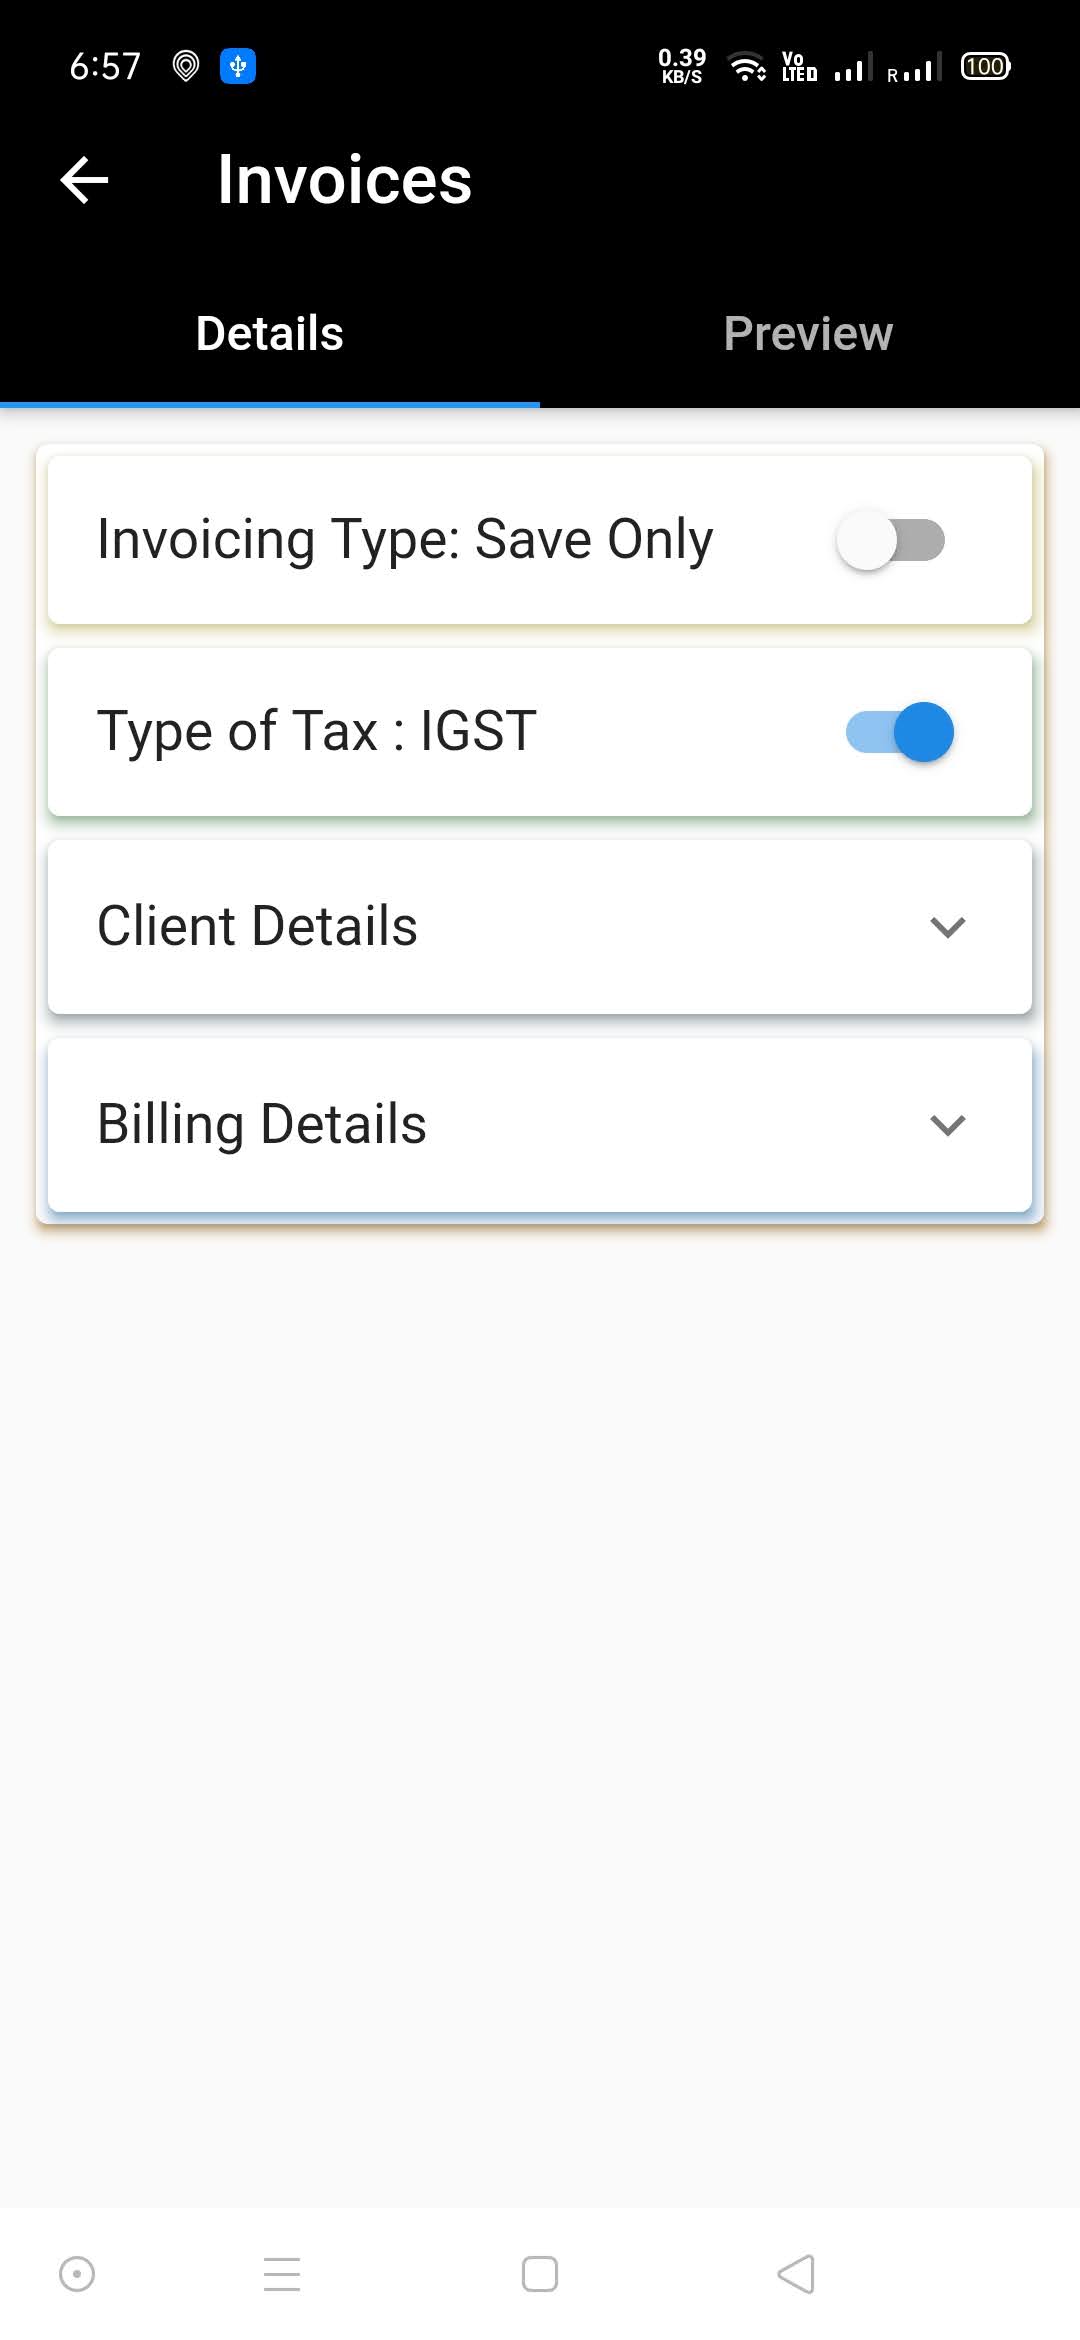 6:57
0.39
KB/S
Vo
LTED
R
100
Invoices
Details
Preview
Invoicing Type: Save Only
Type of Tax : IGST
Client Details
Billing Details